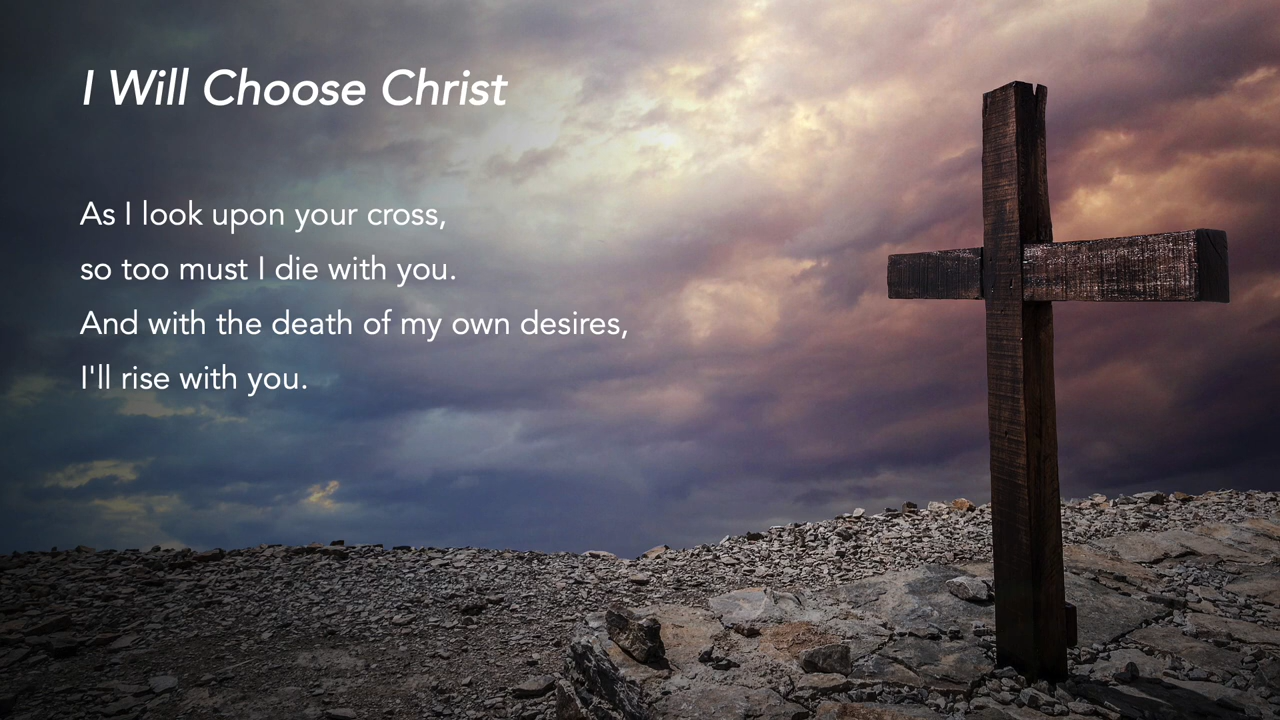 I Will Choose Christ
As I look upon your cross,
so too must I die with you.
And with the death of my own desires,
I'll rise with you.